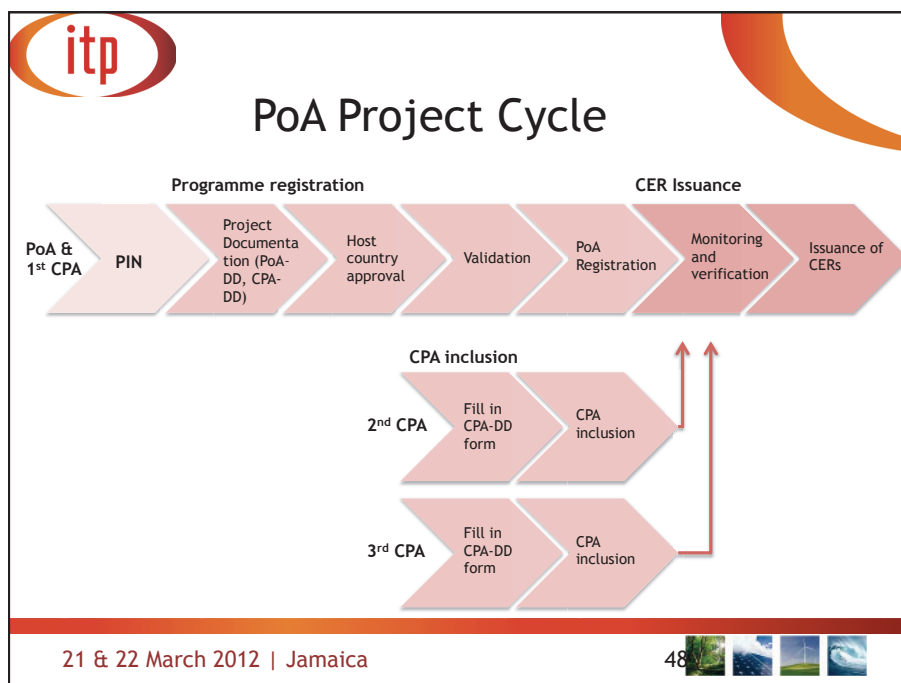 itp
PoA Project Cycle
Programme registration
CER Issuance
PoA &
1st CPA
PIN
Project
Documenta
tion (PoA-
DD, CPA-
DD)
Host
country
approval
Validation
PoA
Registration
Monitoring
and
verification
Issuance of
CERs
CPA inclusion
2nd CPA
Fill in
CPA-DD
form
CPA
inclusion
3rd CPA
Fill in
CPA-DD
form
CPA
inclusion
21 & 22 March 2012 | Jamaica
48